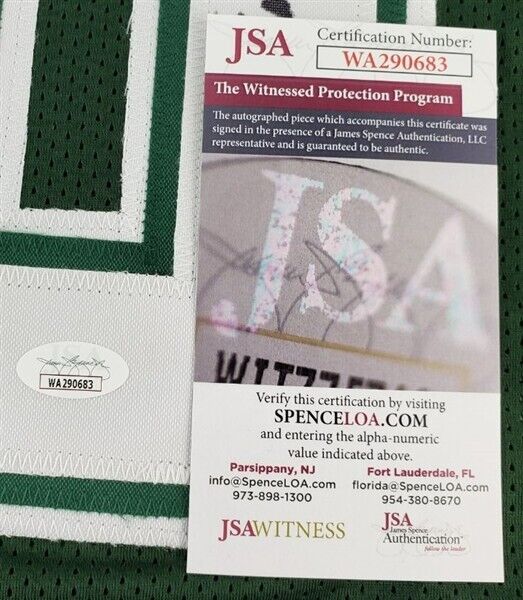 JSA
Certification Number:
WA290683
The Witnessed Protection Program
The autographed piece which accompanies this certificate was
signed in the presence of a James Spence Authentication, LLC
representative and is guaranteed to be authentic.
JSA
Verify this certification by visiting
SPENCELOA.COM
and entering the alpha-numeric
value indicated above.
Parsippany, NJ
info@SpenceLOA.com
973-898-1300
Fort Lauderdale, FL
florida@SpenceLOA.com
954-380-8670
JSAWITNESS
JSA
James Spence
Authentication
follow the leader
WA290683